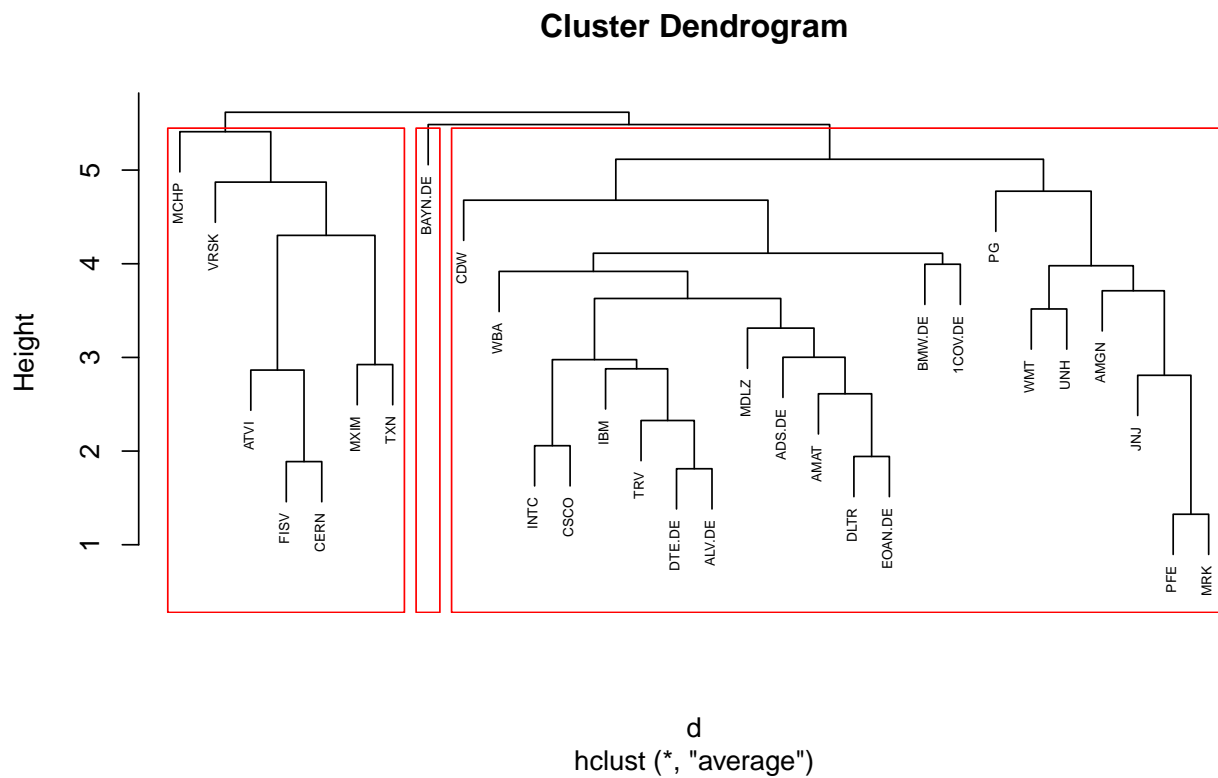 Cluster Dendrogram
Height
5
4
3
2
1
MCHP
VRSK
ATVI
FISV
CERN
MXIM
TXN
BAYN.DE
CDW
WBA
INTC
CSCO
IBM
TRV
DTE.DE
ALV.DE
MDLZ
ADS.DE
AMAT
DLTR
EOAN.DE
BMW.DE
1COV.DE
PG
WMT
UNH
AMGN
JNJ
PFE
MRK
d
hclust (*, "average")